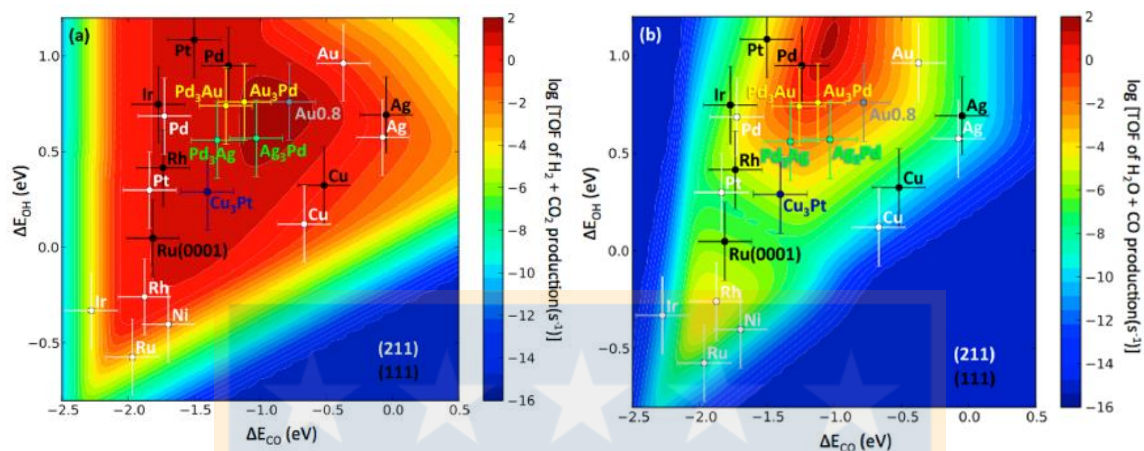 (a)
Pt
Pd
Au
Ir
Pd₃Au
Au₃Pd
Ag
Pd
Au0.8
Ag
Pd₃Ag
Ag₃Pd
Rh
Pt
Cu₃Pt
Cu
Cu
Ru(0001)
Ir
Rh
Ni
Ru
(211)
(111)
1.0
0.5
0.0
−0.5
ΔE_OH (eV)
−2.5 −2.0 −1.5 −1.0 −0.5 0.0 0.5
ΔE_CO (eV)
2
0
−2
−4
−6
−8
−10
−12
−14
−16
log [TOF of H₂ + CO₂ production(s⁻¹)]
(b)
Pt
Pd
Au
Ir
Pd₃Au
Au₃Pd
Ag
Pd
Au0.8
Ag
Pd₃Ag
Ag₃Pd
Rh
Pt
Cu₃Pt
Cu
Cu
Ru(0001)
Ir
Rh
Ni
Ru
(211)
(111)
1.0
0.5
0.0
−0.5
ΔE_OH (eV)
−2.5 −2.0 −1.5 −1.0 −0.5 0.0 0.5
ΔE_CO (eV)
2
0
−2
−4
−6
−8
−10
−12
−14
−16
log [TOF of H₂O + CO production(s⁻¹)]